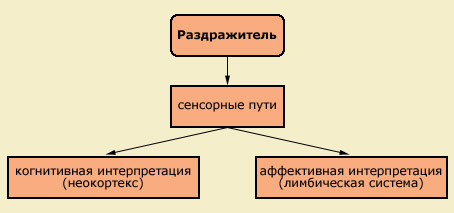 Раздражитель
сенсорные пути
когнитивная интерпретация
(неокортекс)
аффективная интерпретация
(лимбическая система)